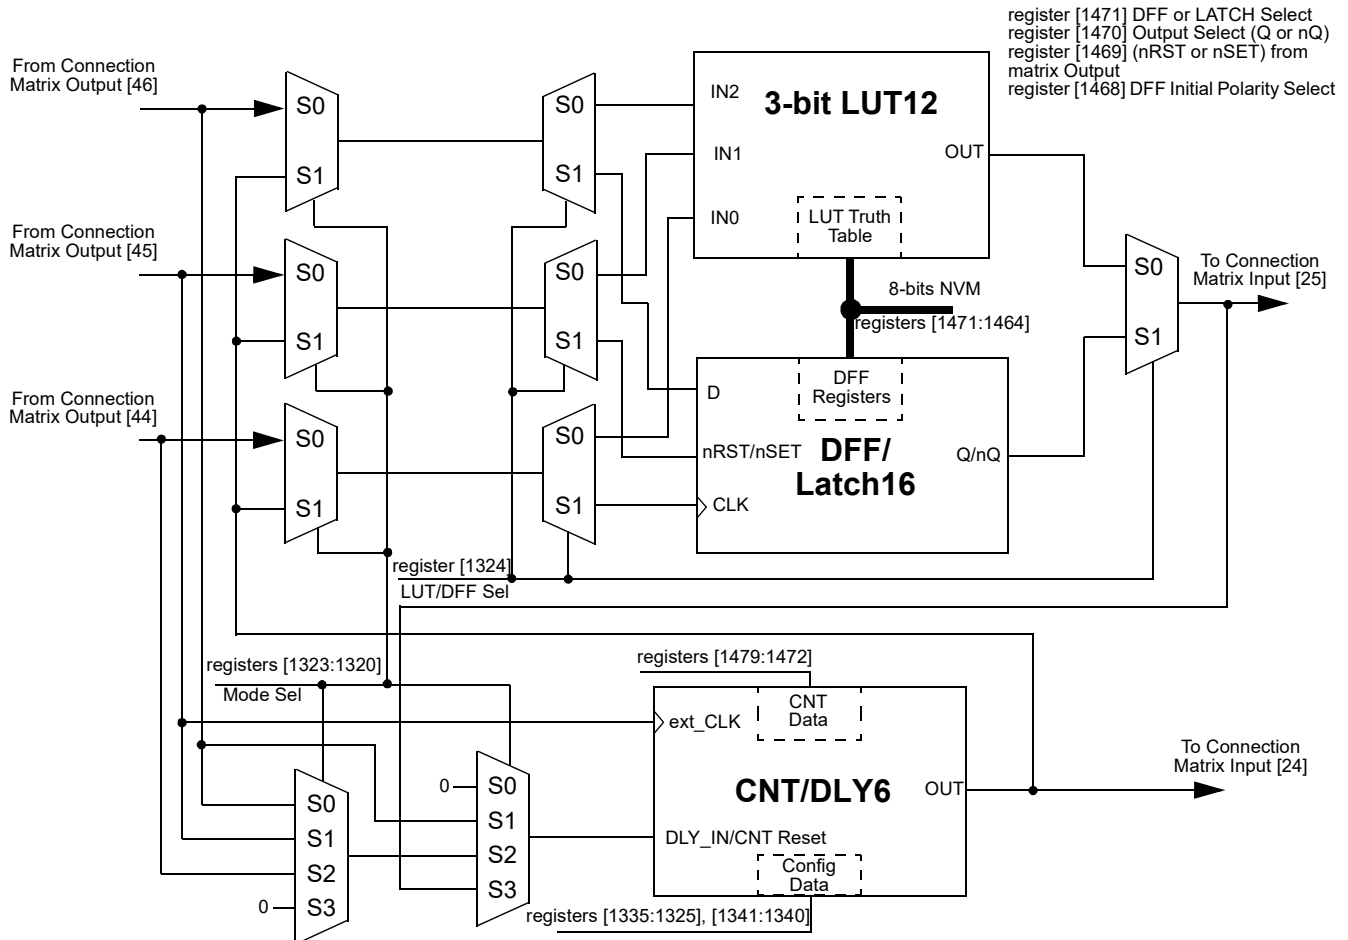 register [1471] DFF or LATCH Select
register [1470] Output Select (Q or nQ)
register [1469] (nRST or nSET) from
matrix Output
register [1468] DFF Initial Polarity Select
From Connection
Matrix Output [46]
S0
S1
S0
S1
IN2
IN1
IN0
3-bit LUT12
OUT
LUT Truth
Table
From Connection
Matrix Output [45]
S0
S1
S0
S1
8-bits NVM
registers [1471:1464]
S0
S1
To Connection
Matrix Input [25]
From Connection
Matrix Output [44]
S0
S1
S0
S1
D
nRST/nSET
CLK
DFF
Registers
DFF/
Latch16
Q/nQ
register [1324]
LUT/DFF Sel
registers [1323:1320]
Mode Sel
registers [1479:1472]
CNT
Data
ext_CLK
CNT/DLY6
OUT
To Connection
Matrix Input [24]
DLY_IN/CNT Reset
Config
Data
0
S0
S1
S2
S3
S0
S1
S2
S3
0
registers [1335:1325], [1341:1340]